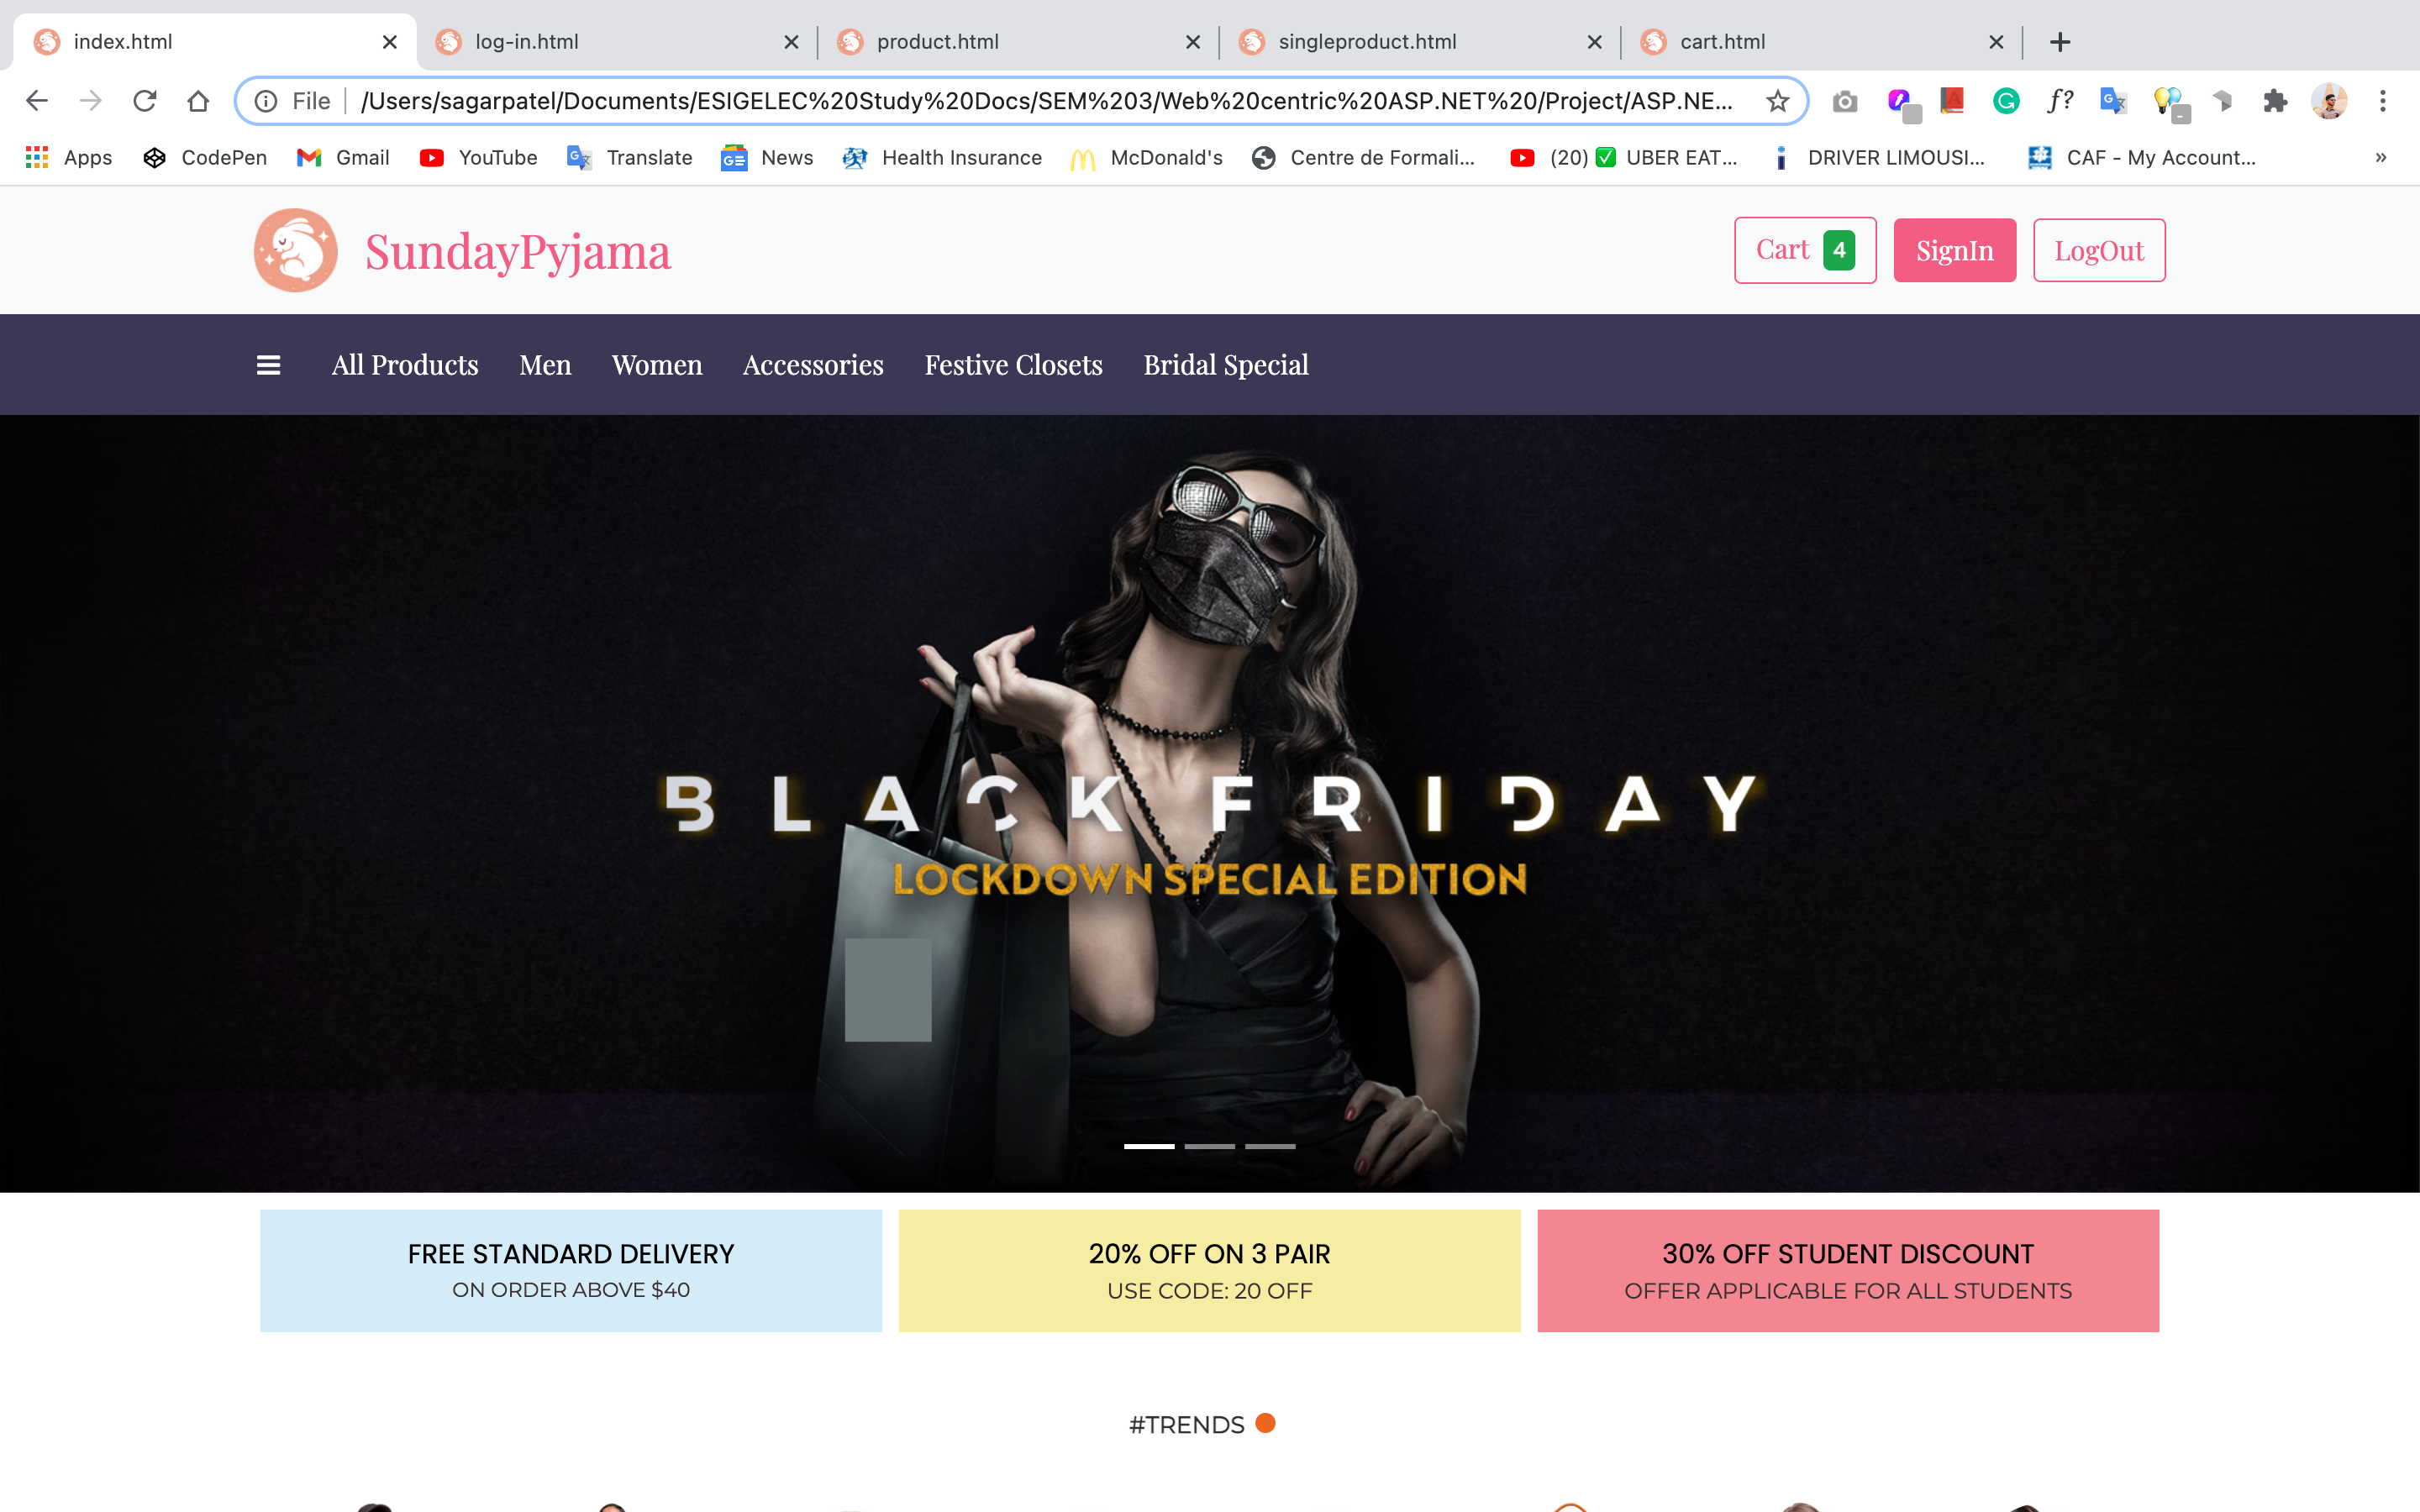 index.html
log-in.html
product.html
singleproduct.html
cart.html
File /Users/sagarpatel/Documents/ESIGELEC%20Study%20Docs/SEM%203/Web%20centric%20ASP.NET%20/Project/ASP.NE...
Apps CodePen Gmail YouTube Translate News Health Insurance McDonald's Centre de Formali... (20) ✅ UBER EAT... DRIVER LIMOUSI... CAF - My Account... »
SundayPyjama
Cart 4 SignIn LogOut
All Products Men Women Accessories Festive Closets Bridal Special
BLACK FRIDAY
LOCKDOWN SPECIAL EDITION
FREE STANDARD DELIVERY
ON ORDER ABOVE $40
20% OFF ON 3 PAIR
USE CODE: 20 OFF
30% OFF STUDENT DISCOUNT
OFFER APPLICABLE FOR ALL STUDENTS
#TRENDS